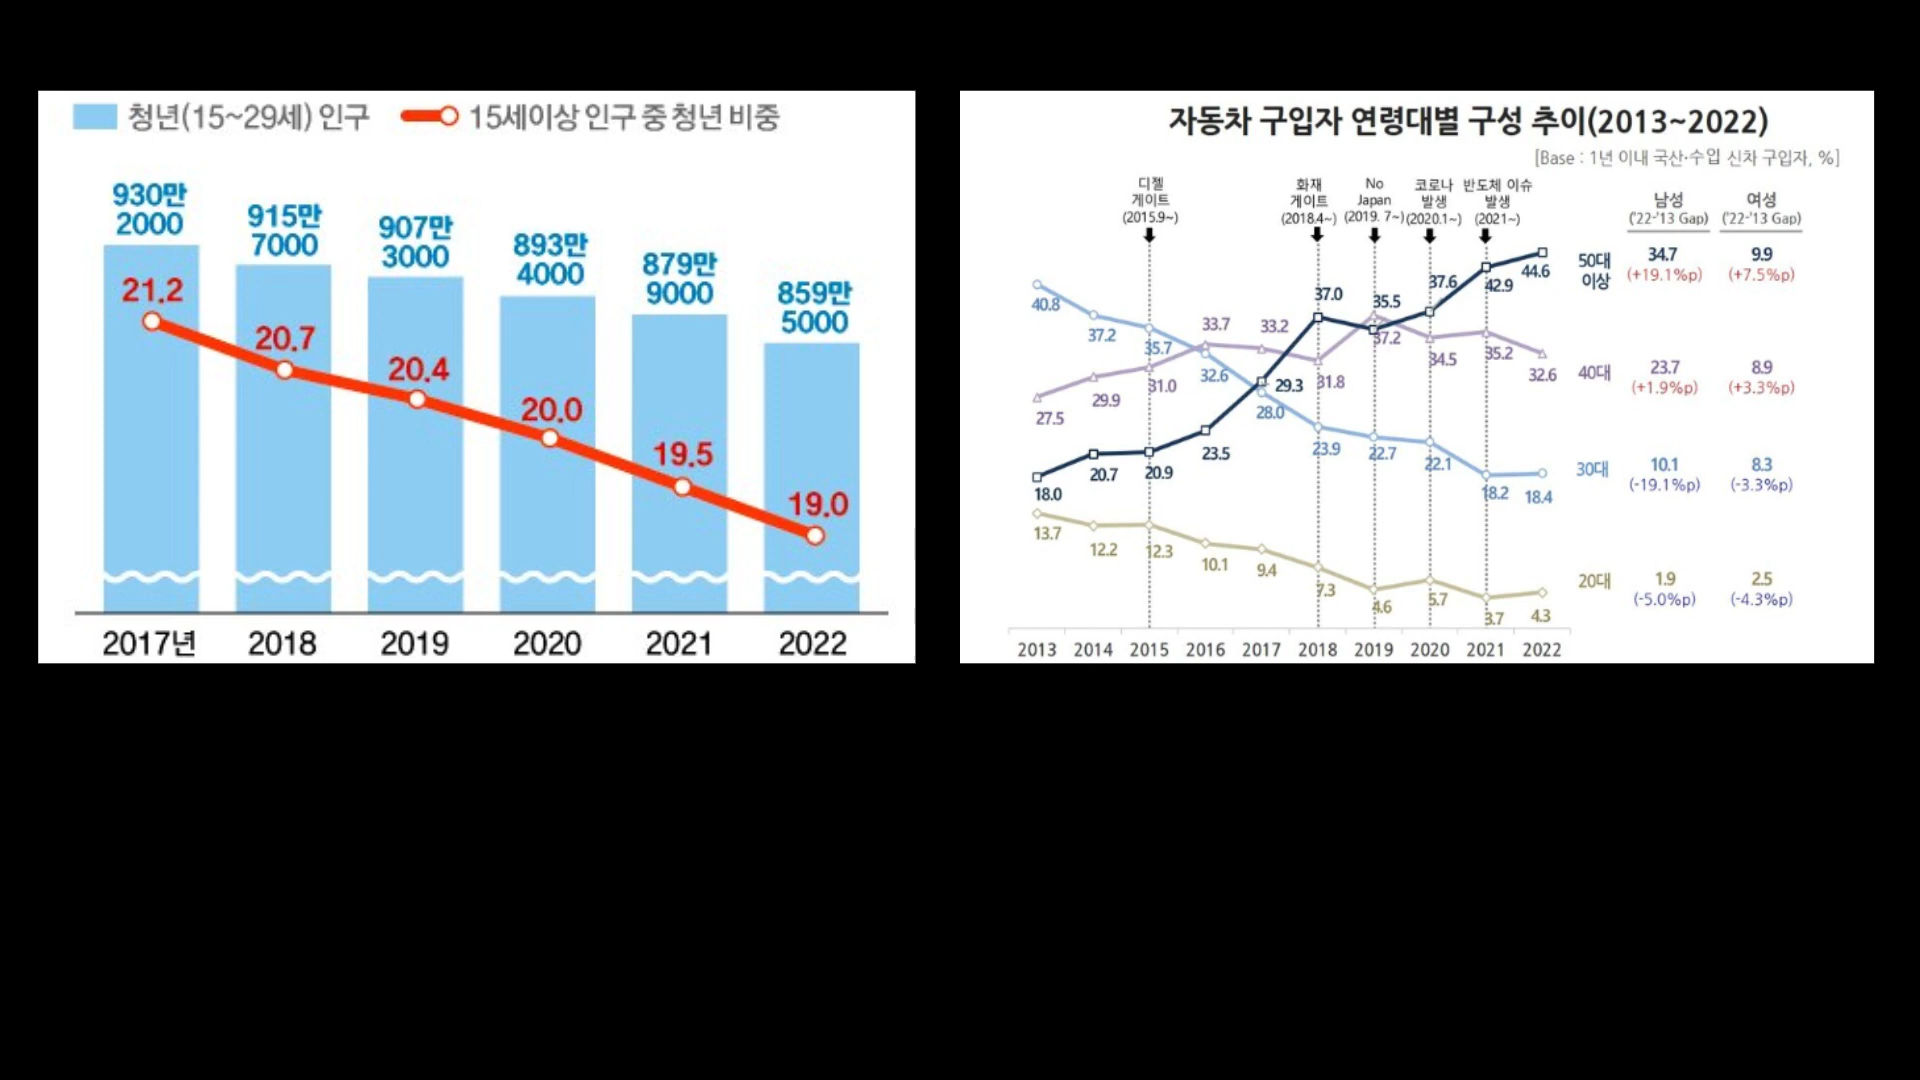 청년(15~29세) 인구
15세이상 인구 중 청년 비중
930만
2000
915만
7000
907만
3000
893만
4000
879만
9000
859만
5000
21.2
20.7
20.4
20.0
19.5
19.0
2017년 2018 2019 2020 2021 2022
자동차 구입자 연령대별 구성 추이(2013~2022)
[Base : 1년 이내 국산·수입 신차 구입자, %]
디젤
게이트
(2015.9~)
화재
게이트
(2018.4~)
No
Japan
(2019. 7~)
코로나
발생
(2020.1~)
반도체 이슈
발생
(2021~)
남성
('22-'13 Gap)
여성
('22-'13 Gap)
18.0 20.7 20.9 23.5 29.3 37.0 35.5 37.6 42.9 44.6
50대
이상
34.7
(+19.1%p)
9.9
(+7.5%p)
27.5 29.9 31.0 33.7 33.2 31.8 37.2 34.5 35.2 32.6
40대
23.7
(+1.9%p)
8.9
(+3.3%p)
40.8 37.2 35.7 32.6 28.0 23.9 22.7 22.1 18.2 18.4
30대
10.1
(-19.1%p)
8.3
(-3.3%p)
13.7 12.2 12.3 10.1 9.4 7.3 4.6 5.7 3.7 4.3
20대
1.9
(-5.0%p)
2.5
(-4.3%p)
2013 2014 2015 2016 2017 2018 2019 2020 2021 2022